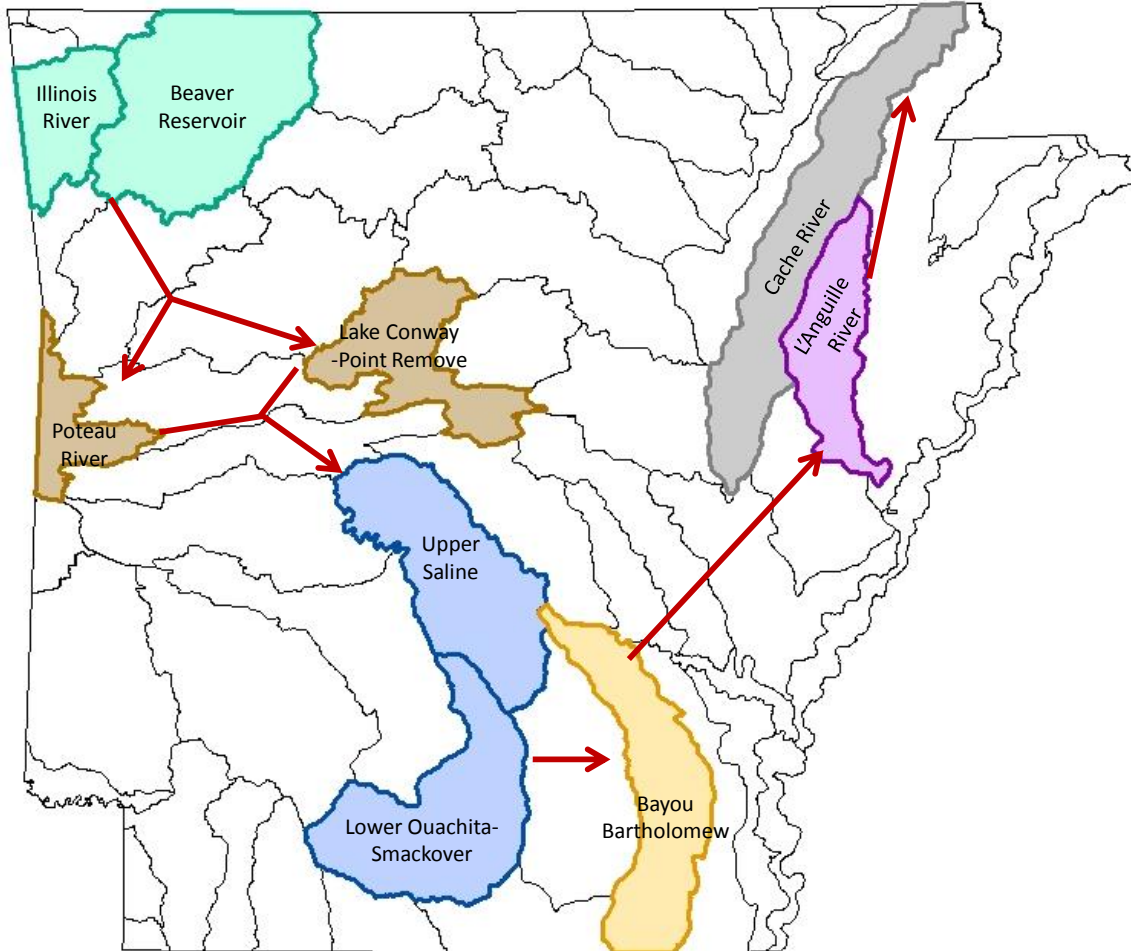 Illinois
River
Beaver
Reservoir
Cache River
L'Anguille
River
Lake Conway
-Point Remove
Poteau
River
Upper
Saline
Lower Ouachita-
Smackover
Bayou
Bartholomew